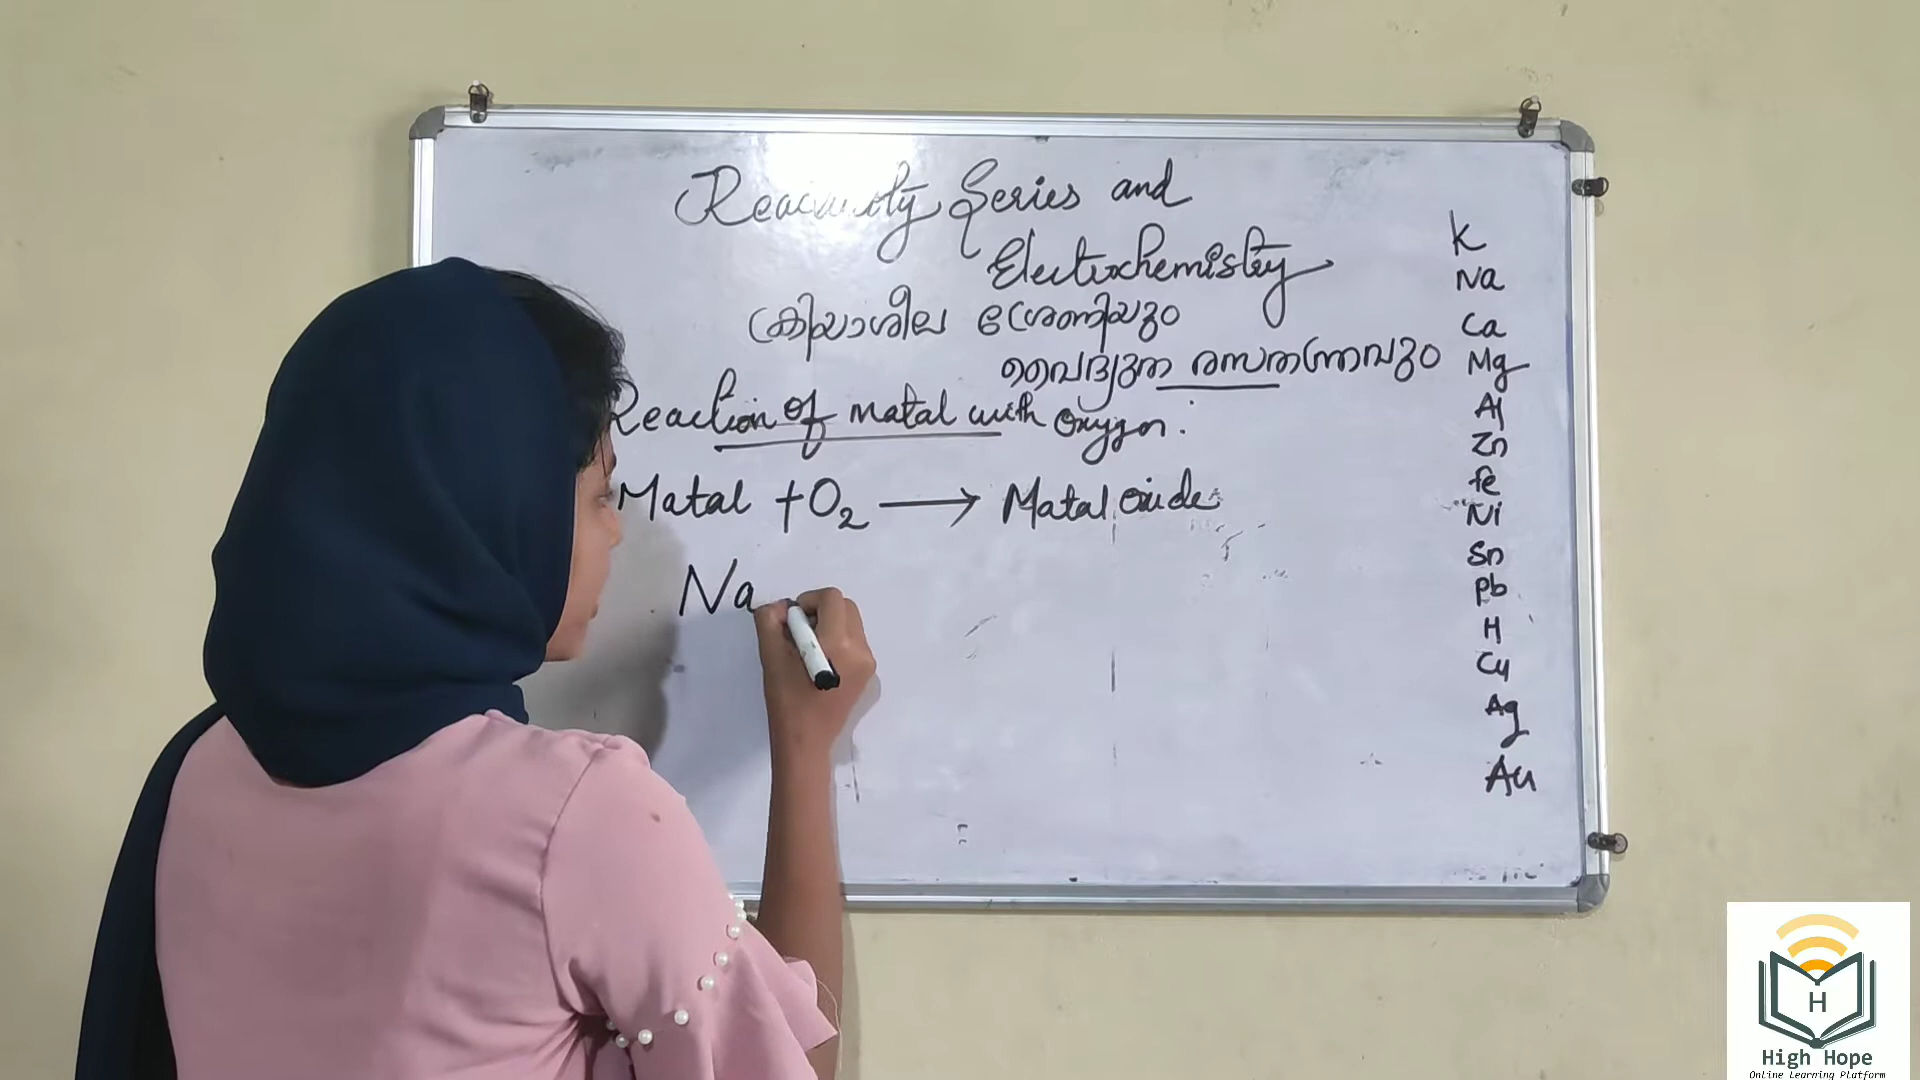 Reactivity Series and
Electrochemistry
ക്രിയാശീല ശ്രേണിയും
വൈദ്യുത രസതന്ത്രവും
Reaction of matal with oxygen:
Matal + O₂ ⟶ Matal oxide
Na
K
Na
Ca
Mg
Al
Zn
Fe
Ni
Sn
Pb
H
Cu
Ag
Au
H
High Hope
Online Learning Platform